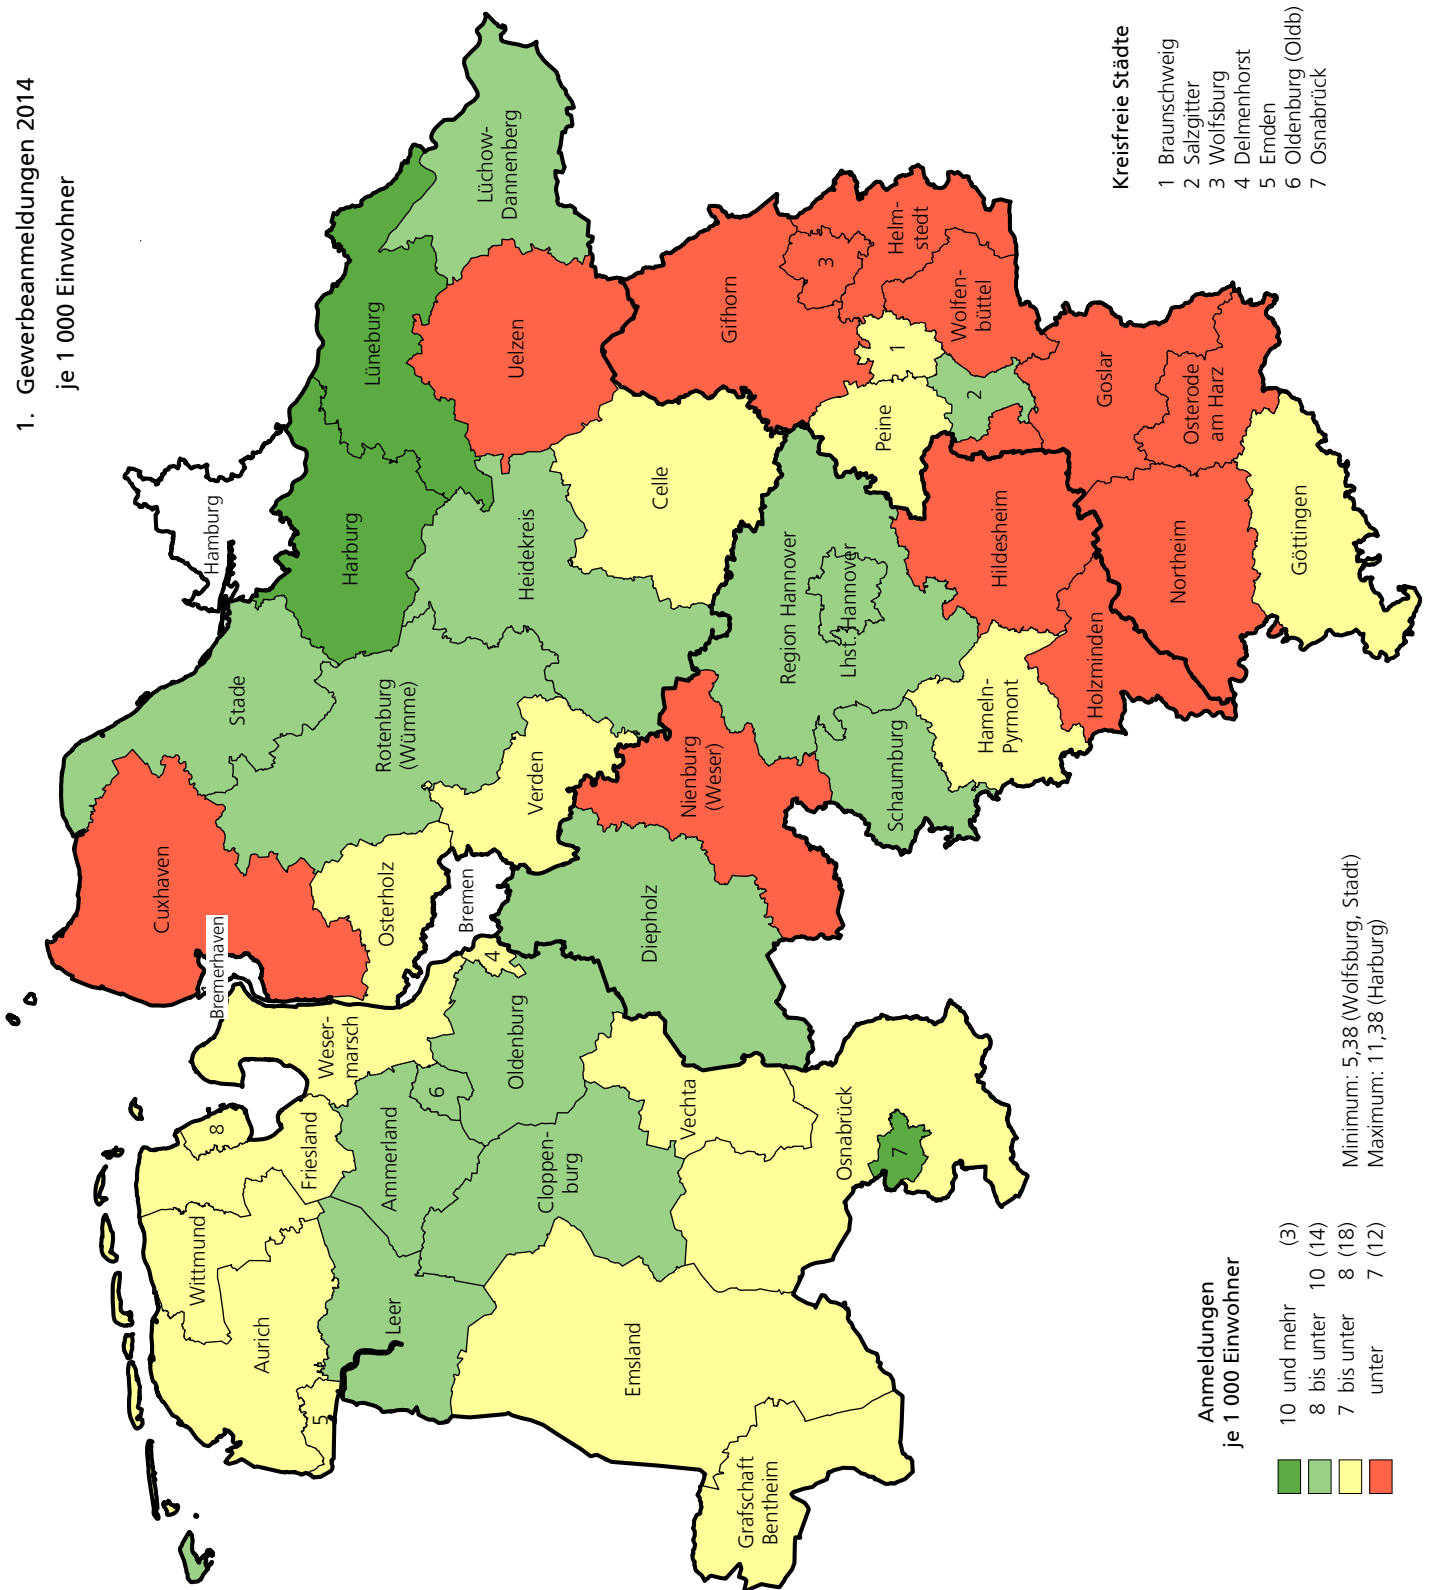 1. Gewerbeanmeldungen 2014
je 1 000 Einwohner
Hamburg
Stade
Cuxhaven
Bremerhaven
Harburg
Lüneburg
Lüchow-
Dannenberg
Uelzen
Rotenburg
(Wümme)
Heidekreis
Osterholz
Bremen
Verden
Celle
Gifhorn
3
Helm-
stedt
Wolfen-
büttel
1
2
Peine
Goslar
Osterode
am Harz
Göttingen
Northeim
Hildesheim
Holzminden
Hameln-
Pyrmont
Region Hannover
Lhst. Hannover
Schaumburg
Nienburg
(Weser)
Diepholz
4
Weser-
marsch
Oldenburg
6
Ammerland
Friesland
8
Wittmund
Aurich
5
Leer
Cloppen-
burg
Vechta
Osnabrück
7
Emsland
Grafschaft
Bentheim
Kreisfreie Städte
1 Braunschweig
2 Salzgitter
3 Wolfsburg
4 Delmenhorst
5 Emden
6 Oldenburg (Oldb)
7 Osnabrück
Anmeldungen
je 1 000 Einwohner
10 und mehr (3)
8 bis unter 10 (14)
7 bis unter 8 (18)
unter 7 (12)
Minimum: 5,38 (Wolfsburg, Stadt)
Maximum: 11,38 (Harburg)